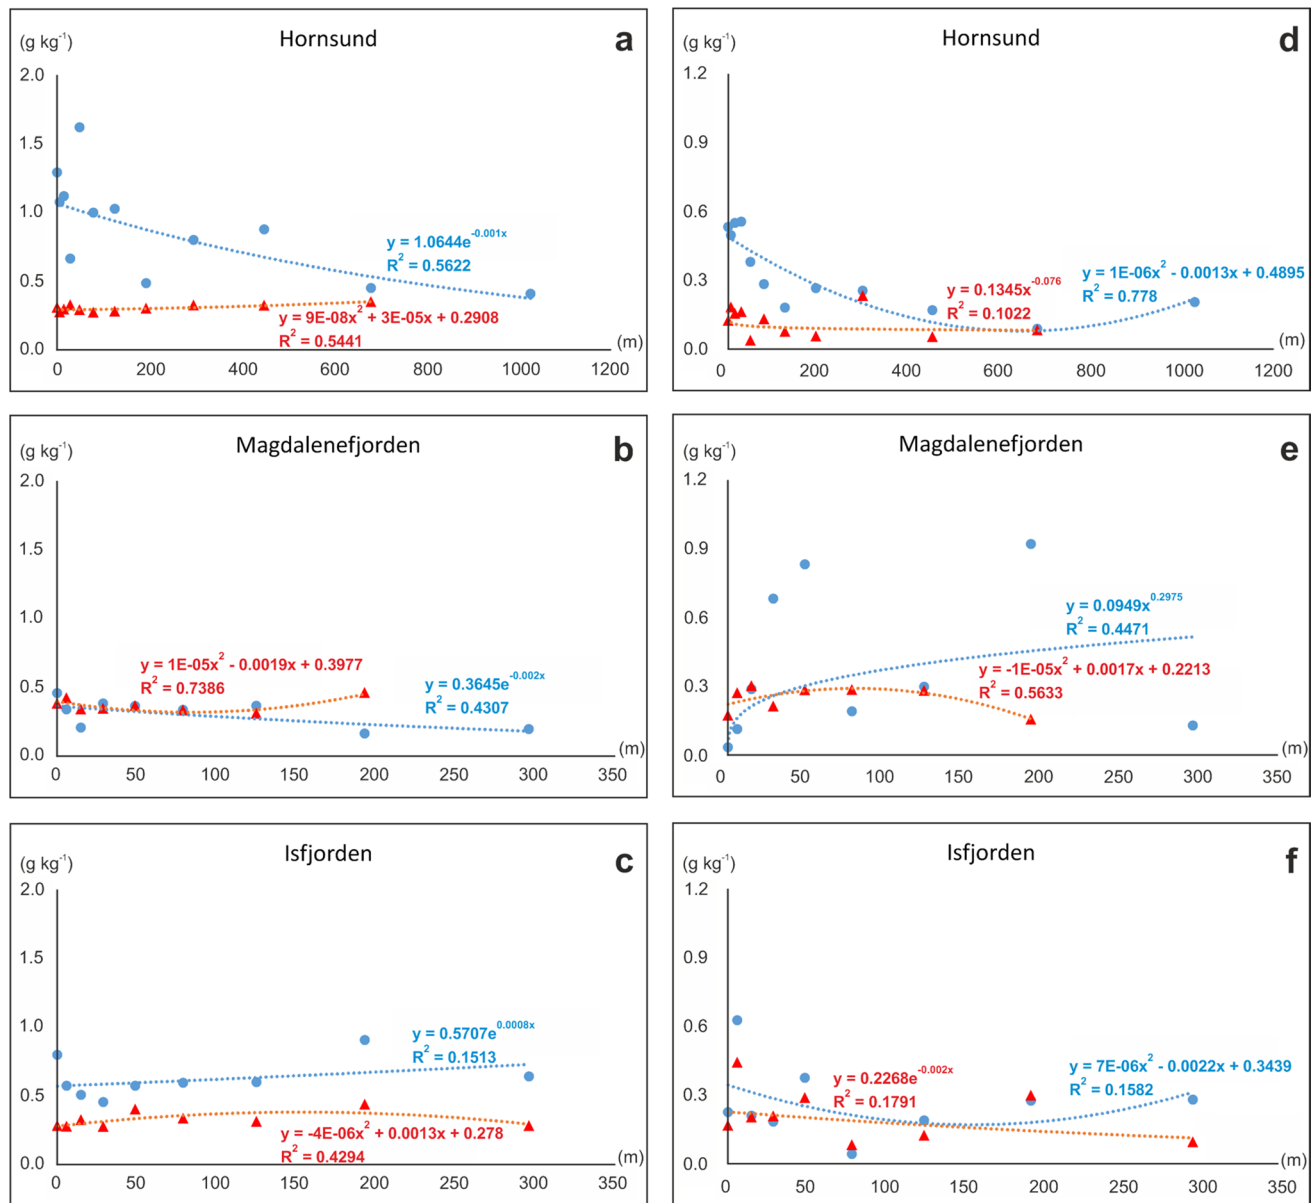 (g kg⁻¹)
Hornsund
a
2.0
1.5
1.0
0.5
0.0
y = 1.0644e^-0.001x
R² = 0.5622
y = 9E-08x² + 3E-05x + 0.2908
R² = 0.5441
(m)
0 200 400 600 800 1000 1200
(g kg⁻¹)
Hornsund
d
1.2
0.9
0.6
0.3
0.0
y = 0.1345x^-0.076
R² = 0.1022
y = 1E-06x² - 0.0013x + 0.4895
R² = 0.778
(m)
0 200 400 600 800 1000 1200
(g kg⁻¹)
Magdalenefjorden
b
2.0
1.5
1.0
0.5
0.0
y = 1E-05x² - 0.0019x + 0.3977
R² = 0.7386
y = 0.3645e^-0.002x
R² = 0.4307
(m)
0 50 100 150 200 250 300 350
(g kg⁻¹)
Magdalenefjorden
e
1.2
0.9
0.6
0.3
0.0
y = 0.0949x^0.2975
R² = 0.4471
y = -1E-05x² + 0.0017x + 0.2213
R² = 0.5633
(m)
0 50 100 150 200 250 300 350
(g kg⁻¹)
Isfjorden
c
2.0
1.5
1.0
0.5
0.0
y = 0.5707e^0.0008x
R² = 0.1513
y = -4E-06x² + 0.0013x + 0.278
R² = 0.4294
(m)
0 50 100 150 200 250 300 350
(g kg⁻¹)
Isfjorden
f
1.2
0.9
0.6
0.3
0.0
y = 0.2268e^-0.002x
R² = 0.1791
y = 7E-06x² - 0.0022x + 0.3439
R² = 0.1582
(m)
0 50 100 150 200 250 300 350